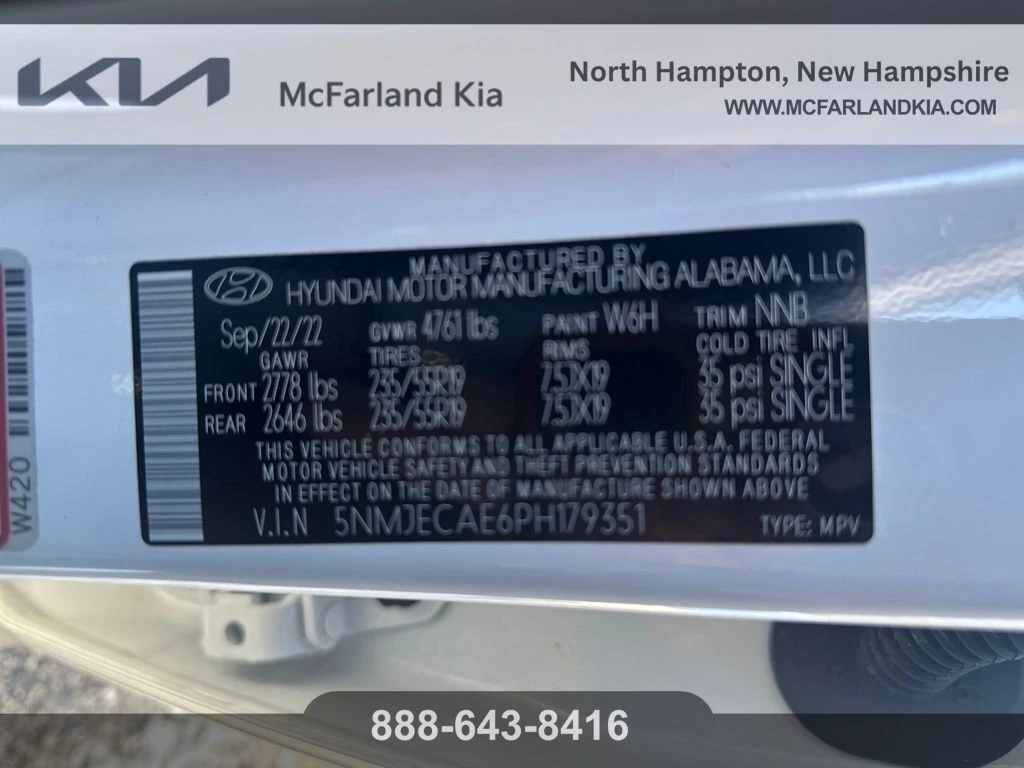 KIA
McFarland Kia
North Hampton, New Hampshire
WWW.MCFARLANDKIA.COM
MANUFACTURED BY
HYUNDAI MOTOR MANUFACTURING ALABAMA, LLC
Sep/22/22 GVWR 4761 lbs PAINT W6H TRIM NNB
GAWR TIRES RIMS COLD TIRE INFL
FRONT 2778 lbs 235/55R19 7.5JX19 35 psi SINGLE
REAR 2646 lbs 235/55R19 7.5JX19 35 psi SINGLE
THIS VEHICLE CONFORMS TO ALL APPLICABLE U.S.A. FEDERAL
MOTOR VEHICLE SAFETY AND THEFT PREVENTION STANDARDS
IN EFFECT ON THE DATE OF MANUFACTURE SHOWN ABOVE
V.I.N 5NMJECAE6PH179351 TYPE: MPV
W420
888-643-8416